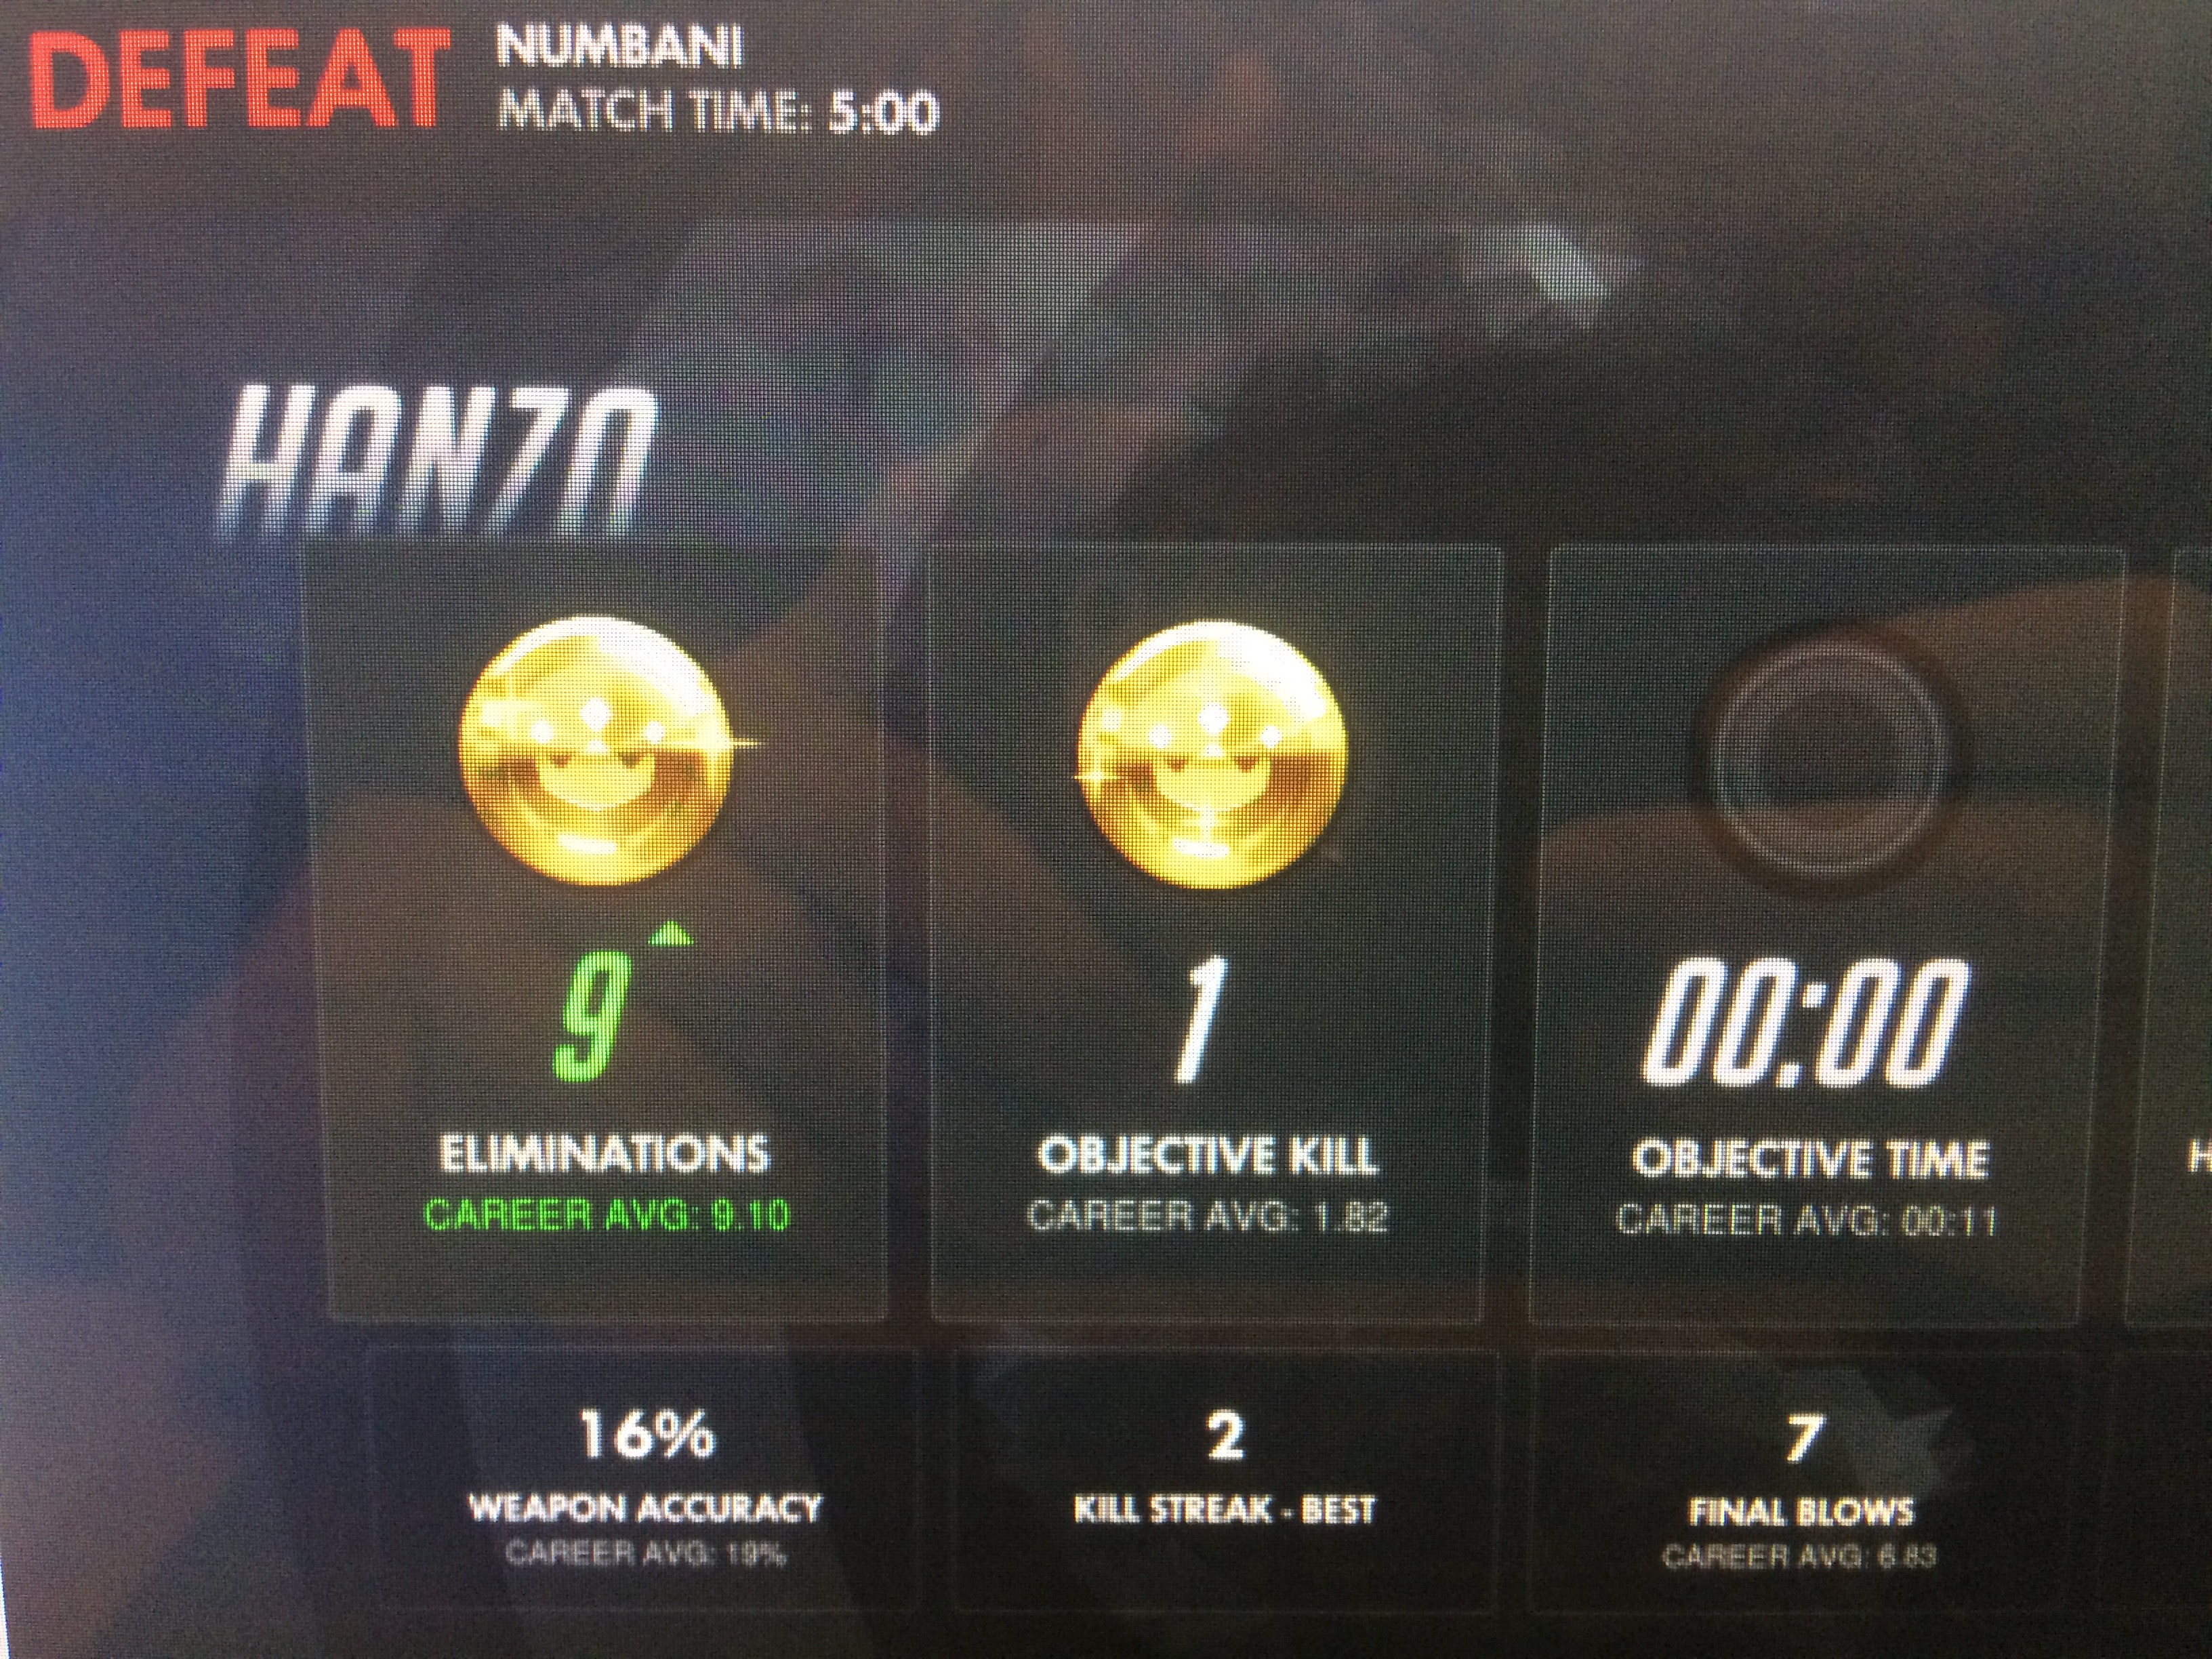 DEFEAT
NUMBANI
MATCH TIME: 5:00
HANZO
9
ELIMINATIONS
CAREER AVG: 9.10
1
OBJECTIVE KILL
CAREER AVG: 1.82
00:00
OBJECTIVE TIME
CAREER AVG: 00:11
H
16%
WEAPON ACCURACY
CAREER AVG: 19%
2
KILL STREAK - BEST
7
FINAL BLOWS
CAREER AVG: 6.83